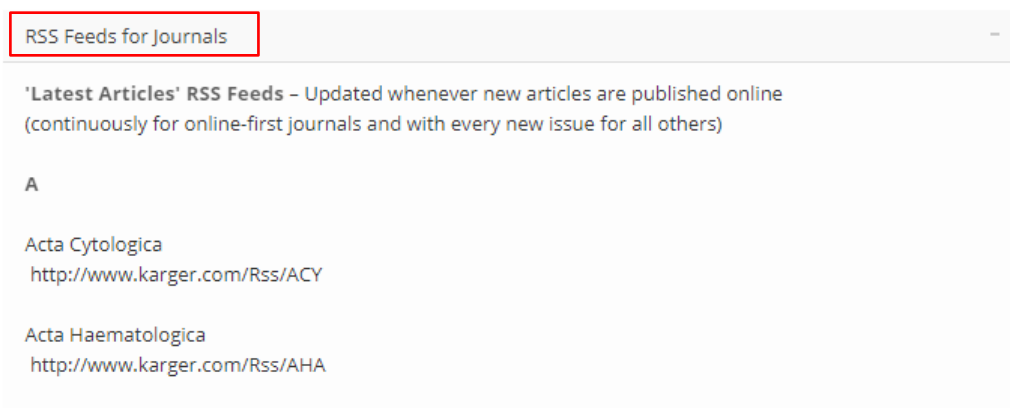 RSS Feeds for Journals
'Latest Articles' RSS Feeds – Updated whenever new articles are published online
(continuously for online-first journals and with every new issue for all others)
A
Acta Cytologica
http://www.karger.com/Rss/ACY
Acta Haematologica
http://www.karger.com/Rss/AHA